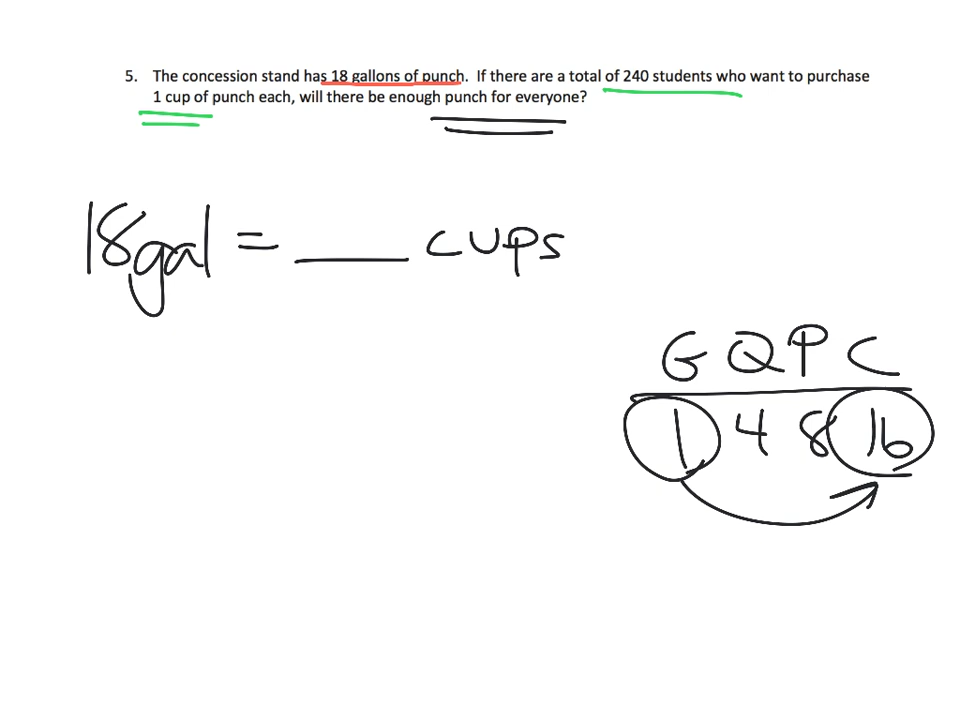 5. The concession stand has 18 gallons of punch. If there are a total of 240 students who want to purchase
1 cup of punch each, will there be enough punch for everyone?
18gal = ___ cups
G Q P C
1 4 8 16